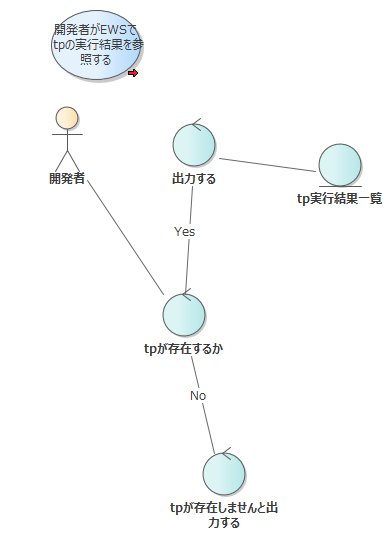 開発者がEWSで
tpの実行結果を参
照する
開発者
出力する
tp実行結果一覧
Yes
tpが存在するか
No
tpが存在しませんと出
力する